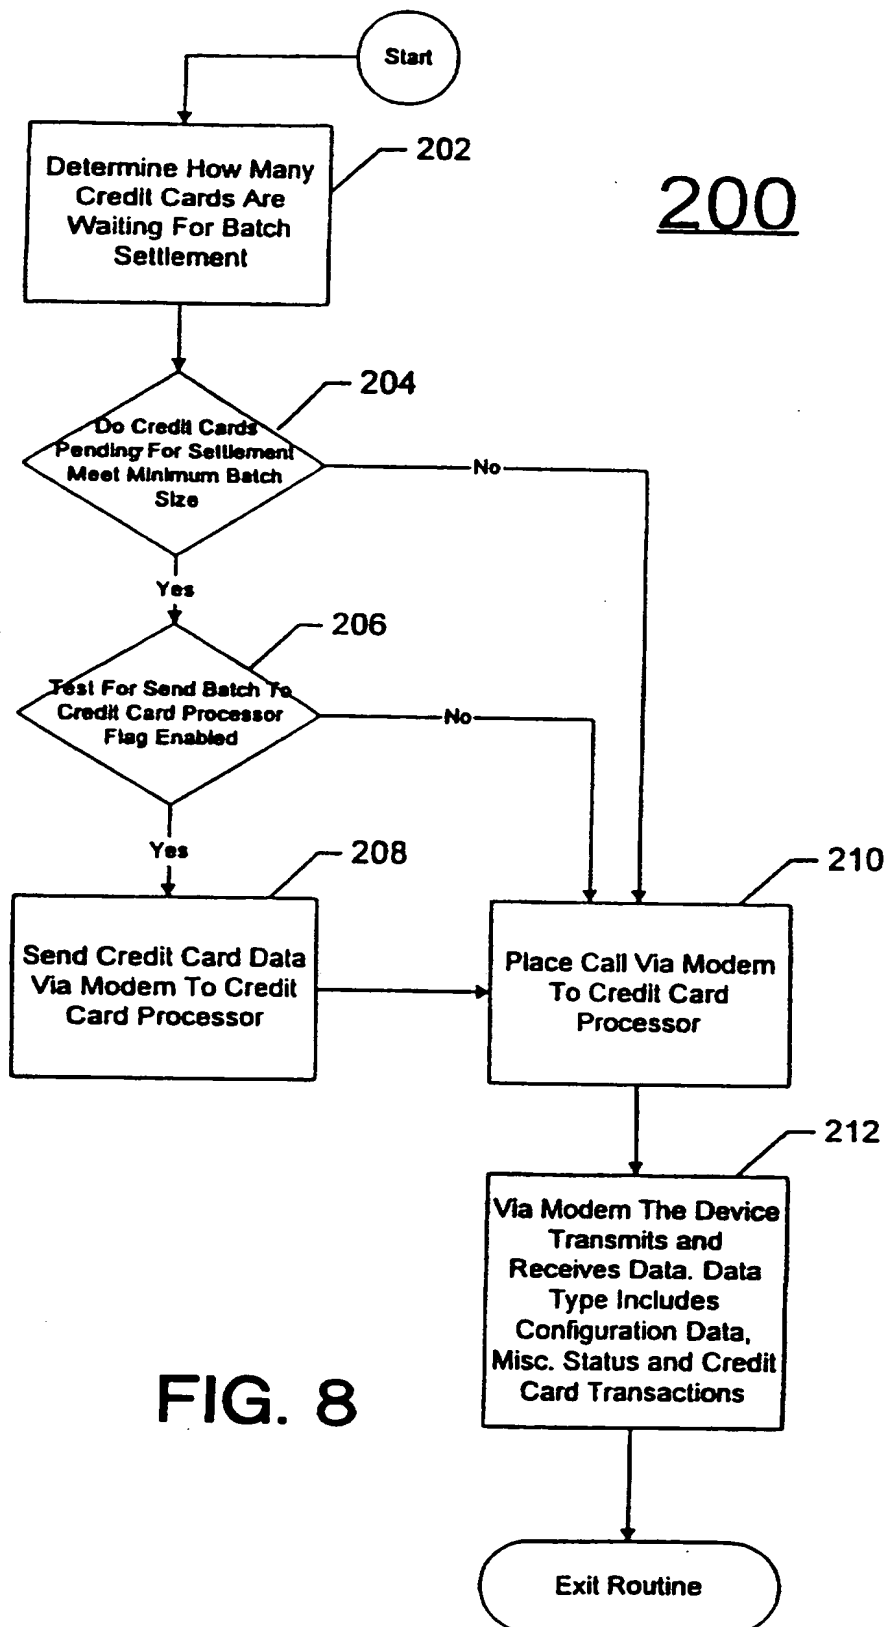 Start
Determine How Many
Credit Cards Are
Waiting For Batch
Settlement
202
200
Do Credit Cards
Pending For Settlement
Meet Minimum Batch
Size
204
No
Yes
Test For Send Batch To
Credit Card Processor
Flag Enabled
206
No
Yes
Send Credit Card Data
Via Modem To Credit
Card Processor
208
Place Call Via Modem
To Credit Card
Processor
210
Via Modem The Device
Transmits and
Receives Data. Data
Type Includes
Configuration Data,
Misc. Status and Credit
Card Transactions
212
FIG. 8
Exit Routine